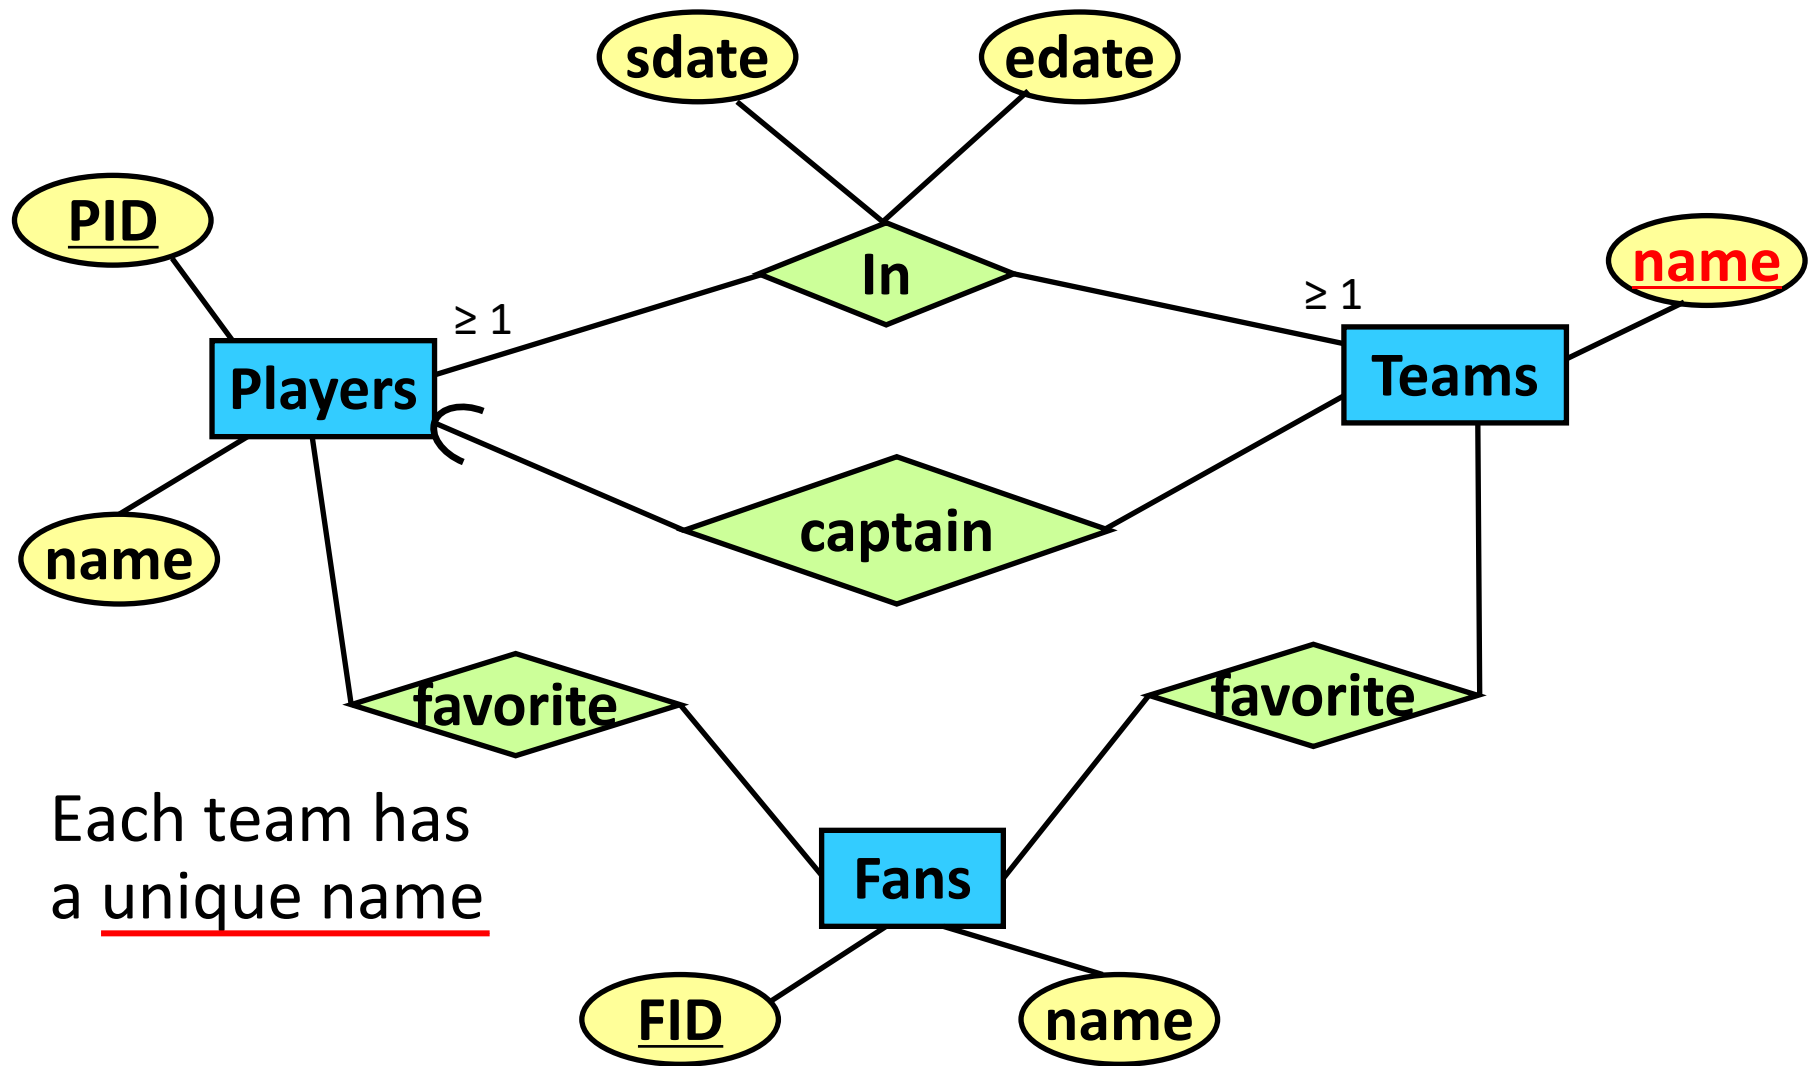 sdate
edate
PID
In
name
≥ 1
≥ 1
Players
Teams
captain
name
favorite
favorite
Each team has
a unique name
Fans
FID
name